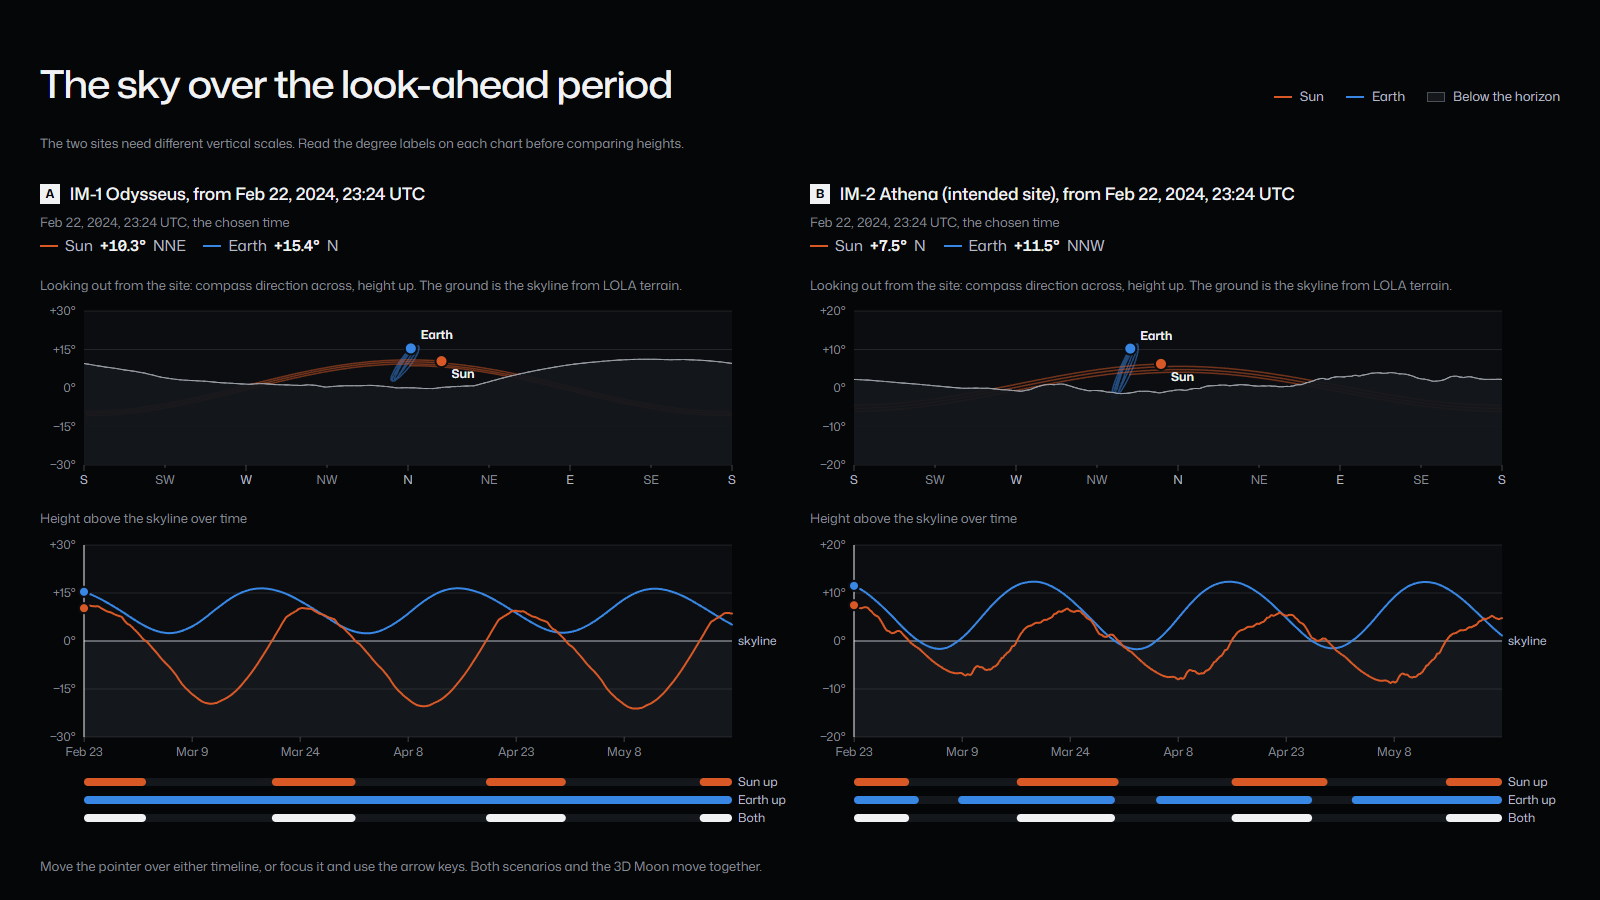 The sky over the look-ahead period
Sun Earth Below the horizon
The two sites need different vertical scales. Read the degree labels on each chart before comparing heights.
A IM-1 Odysseus, from Feb 22, 2024, 23:24 UTC
Feb 22, 2024, 23:24 UTC, the chosen time
Sun +10.3° NNE Earth +15.4° N
Looking out from the site: compass direction across, height up. The ground is the skyline from LOLA terrain.
+30°
+15°
0°
−15°
−30°
Earth
Sun
S SW W NW N NE E SE S
Height above the skyline over time
+30°
+15°
0°
−15°
−30°
skyline
Feb 23 Mar 9 Mar 24 Apr 8 Apr 23 May 8
Sun up
Earth up
Both
B IM-2 Athena (intended site), from Feb 22, 2024, 23:24 UTC
Feb 22, 2024, 23:24 UTC, the chosen time
Sun +7.5° N Earth +11.5° NNW
Looking out from the site: compass direction across, height up. The ground is the skyline from LOLA terrain.
+20°
+10°
0°
−10°
−20°
Earth
Sun
S SW W NW N NE E SE S
Height above the skyline over time
+20°
+10°
0°
−10°
−20°
skyline
Feb 23 Mar 9 Mar 24 Apr 8 Apr 23 May 8
Sun up
Earth up
Both
Move the pointer over either timeline, or focus it and use the arrow keys. Both scenarios and the 3D Moon move together.